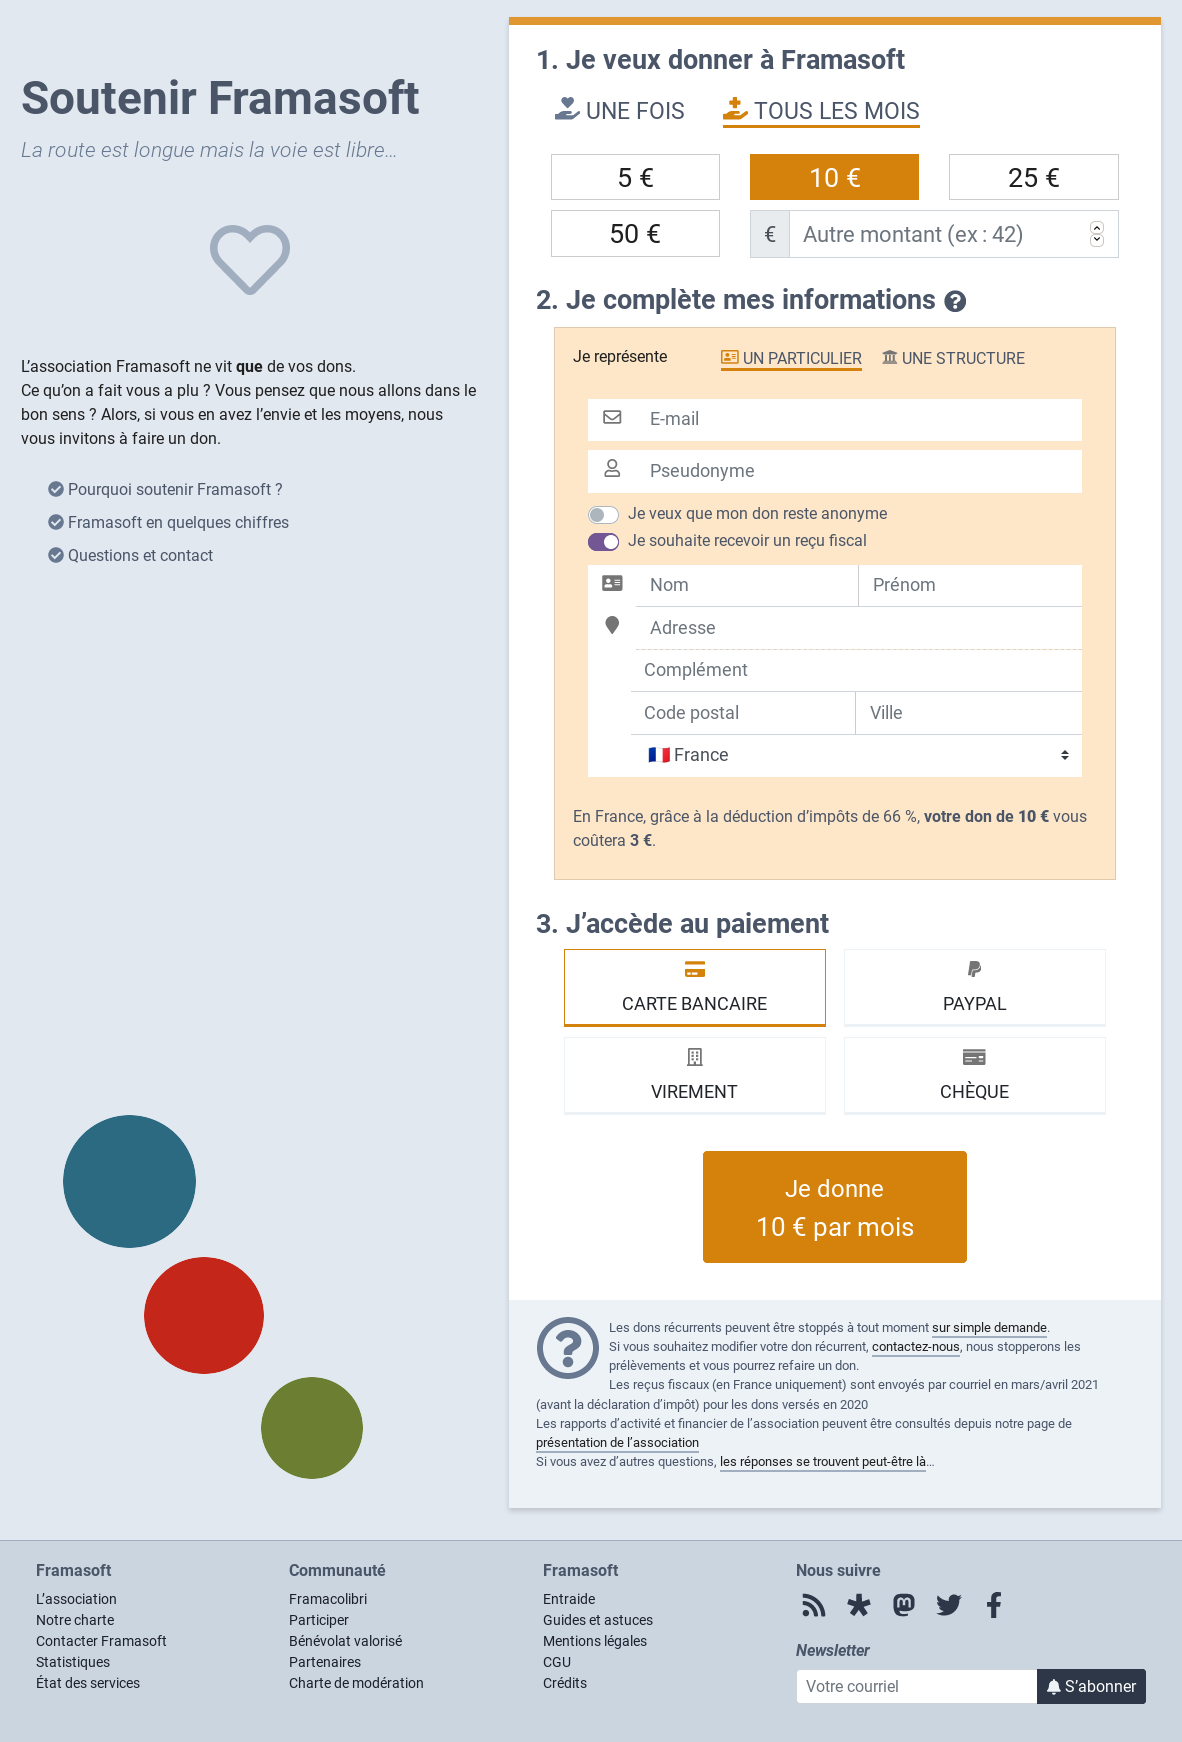 Soutenir Framasoft
La route est longue mais la voie est libre…
L’association Framasoft ne vit que de vos dons.
Ce qu’on a fait vous a plu ? Vous pensez que nous allons dans le
bon sens ? Alors, si vous en avez l’envie et les moyens, nous
vous invitons à faire un don.
Pourquoi soutenir Framasoft ?
Framasoft en quelques chiffres
Questions et contact
1. Je veux donner à Framasoft
UNE FOIS TOUS LES MOIS
5 € 10 € 25 €
50 € € Autre montant (ex : 42)
2. Je complète mes informations
Je représente UN PARTICULIER UNE STRUCTURE
E-mail
Pseudonyme
Je veux que mon don reste anonyme
Je souhaite recevoir un reçu fiscal
Nom Prénom
Adresse
Complément
Code postal Ville
France
En France, grâce à la déduction d’impôts de 66 %, votre don de 10 € vous
coûtera 3 €.
3. J’accède au paiement
CARTE BANCAIRE PAYPAL
VIREMENT CHÈQUE
Je donne
10 € par mois
Les dons récurrents peuvent être stoppés à tout moment sur simple demande.
Si vous souhaitez modifier votre don récurrent, contactez-nous, nous stopperons les
prélèvements et vous pourrez refaire un don.
Les reçus fiscaux (en France uniquement) sont envoyés par courriel en mars/avril 2021
(avant la déclaration d’impôt) pour les dons versés en 2020
Les rapports d’activité et financier de l’association peuvent être consultés depuis notre page de
présentation de l’association
Si vous avez d’autres questions, les réponses se trouvent peut-être là…
Framasoft
L’association
Notre charte
Contacter Framasoft
Statistiques
État des services
Communauté
Framacolibri
Participer
Bénévolat valorisé
Partenaires
Charte de modération
Framasoft
Entraide
Guides et astuces
Mentions légales
CGU
Crédits
Nous suivre
Newsletter
Votre courriel S’abonner